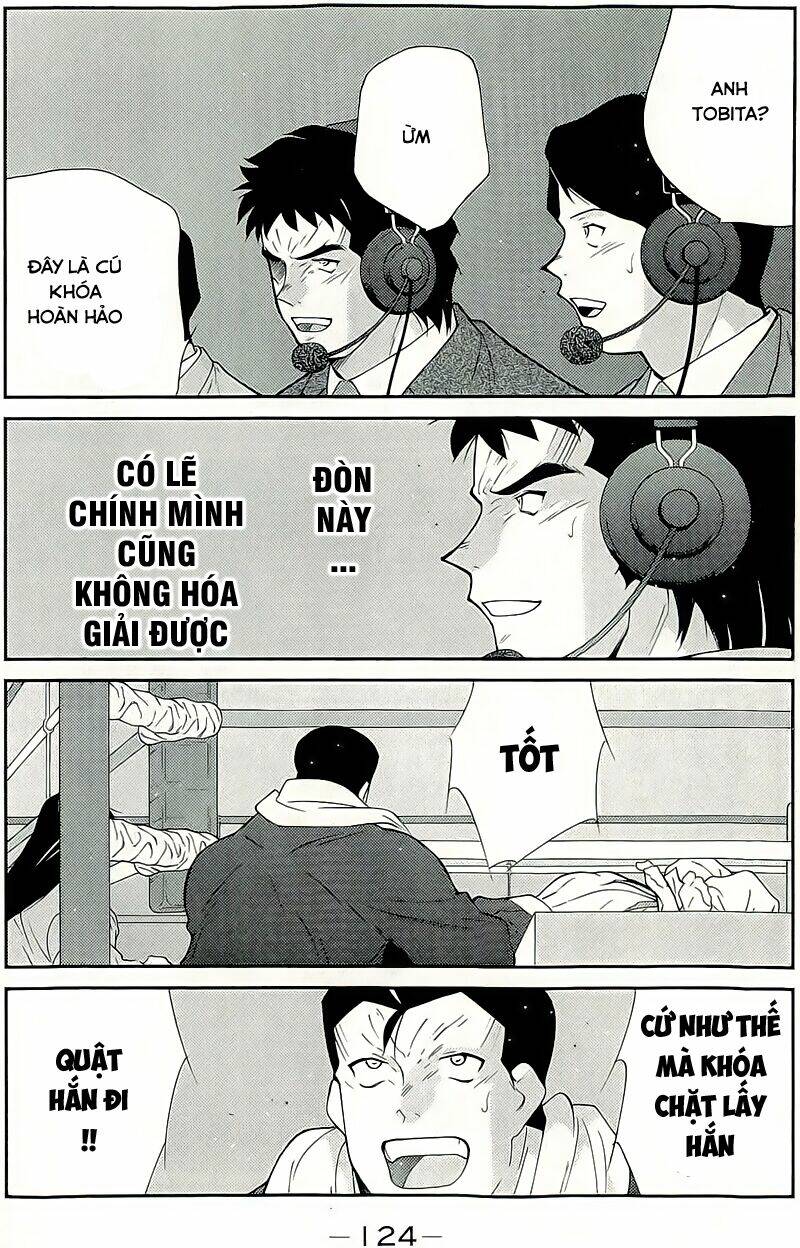 ANH
TOBITA?
ỪM
ĐÂY LÀ CÚ
KHÓA
HOÀN HẢO
ĐÒN
NÀY
...
CÓ LẼ
CHÍNH MÌNH
CŨNG
KHÔNG HÓA
GIẢI ĐƯỢC
TỐT
CỨ NHƯ THẾ
MÀ KHÓA
CHẶT LẤY
HẮN
QUẬT
HẮN ĐI
!!
—124—